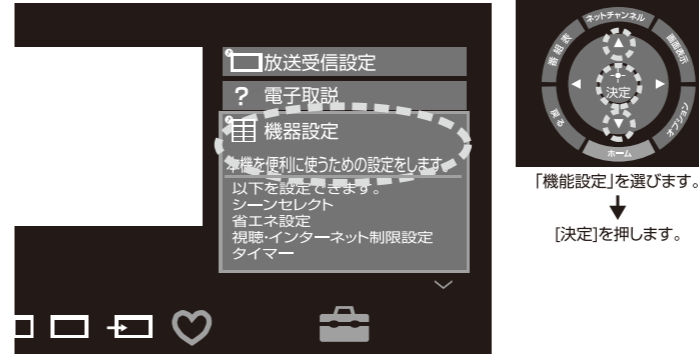 放送受信設定
? 電子取説
機器設定
本機を便利に使うための設定をします。
以下を設定できます。
シーンセレクト
省エネ設定
視聴・インターネット制限設定
タイマー
ネットチャンネル
番組表
画面表示
決定
戻る
オプション
ホーム
「機能設定」を選びます。
[決定]を押します。